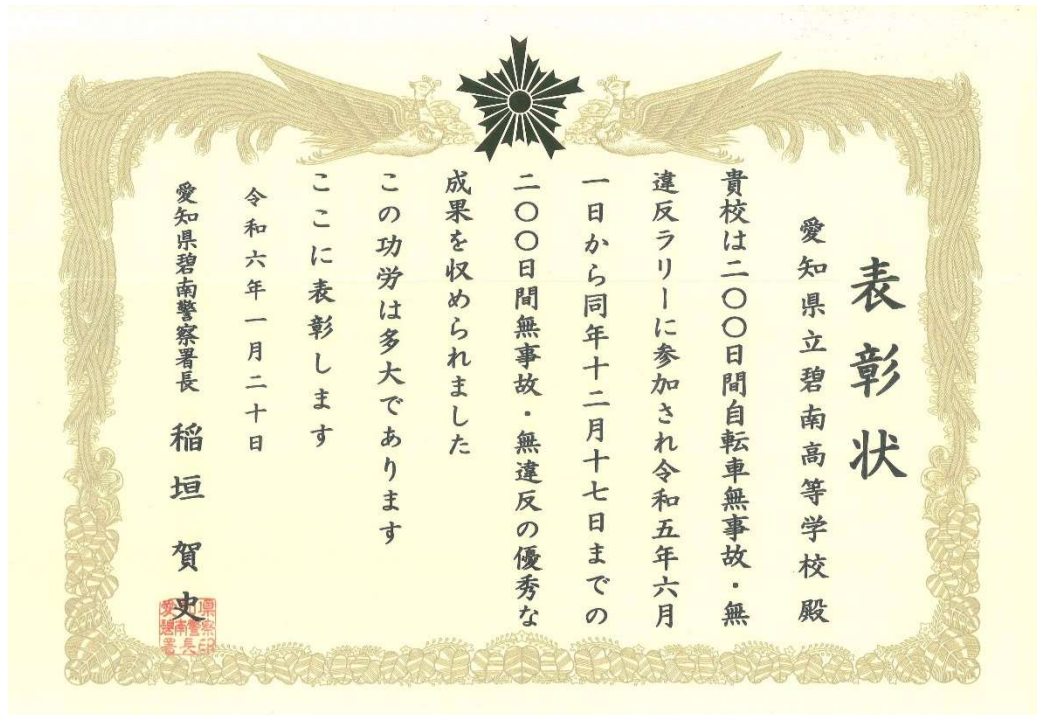 表彰状
愛知県立碧南高等学校殿
貴校は二〇〇日間自転車無事故・無
違反ラリーに参加され令和五年六月
一日から同年十二月十七日までの
二〇〇日間無事故・無違反の優秀な
成果を収められました
この功労は多大であります
ここに表彰します
令和六年一月二十日
愛知県碧南警察署長 稲垣賀史